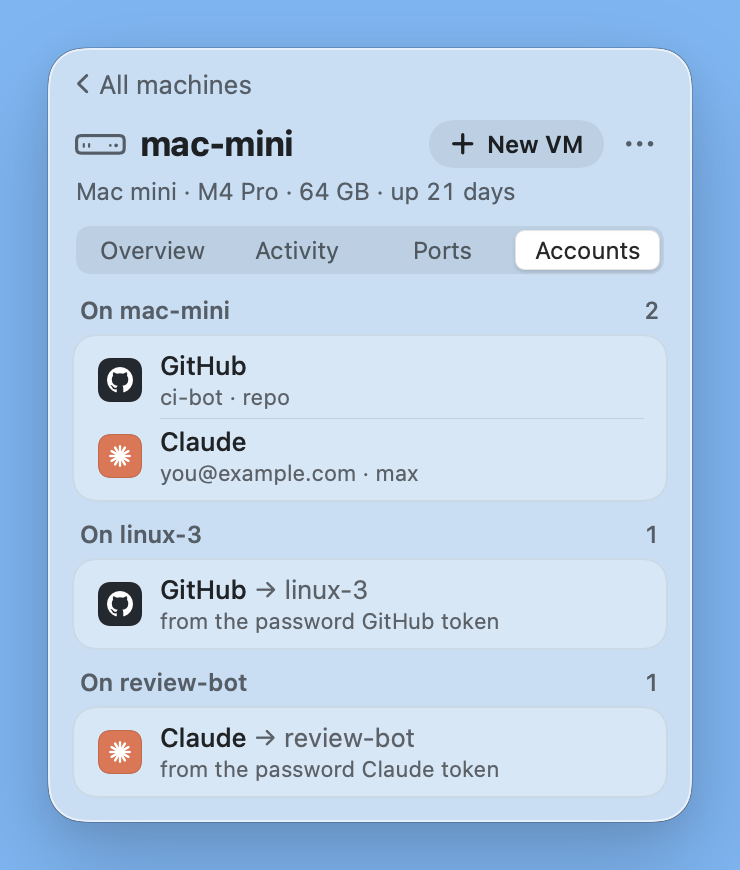 All machines
mac-mini
New VM
Mac mini · M4 Pro · 64 GB · up 21 days
Overview
Activity
Ports
Accounts
On mac-mini
2
GitHub
ci-bot · repo
Claude
you@example.com · max
On linux-3
1
GitHub → linux-3
from the password GitHub token
On review-bot
1
Claude → review-bot
from the password Claude token